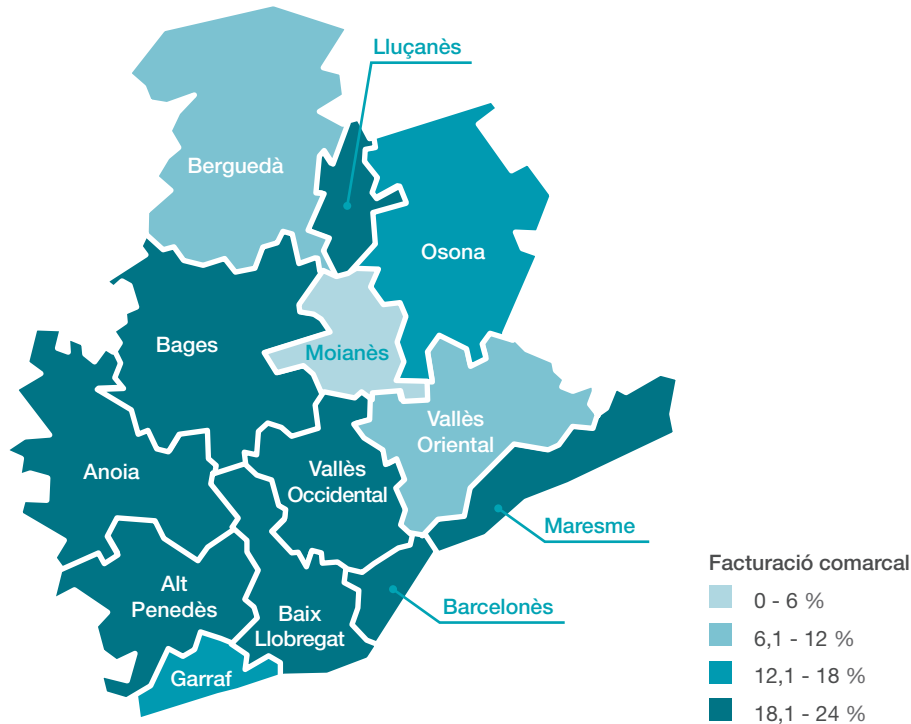 Lluçanès
Berguedà
Osona
Bages
Moianès
Vallès
Oriental
Anoia
Vallès
Occidental
Maresme
Alt
Penedès
Baix
Llobregat
Barcelonès
Garraf
Facturació comarcal
0 - 6 %
6,1 - 12 %
12,1 - 18 %
18,1 - 24 %